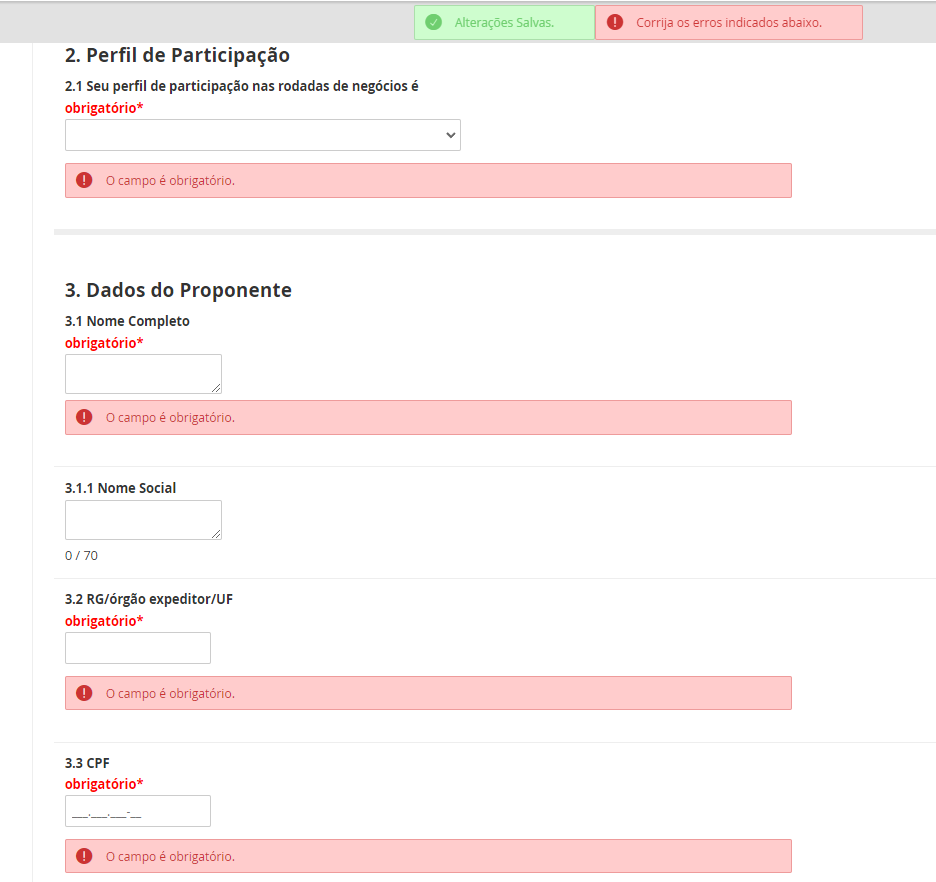 Alterações Salvas.
Corrija os erros indicados abaixo.
2. Perfil de Participação
2.1 Seu perfil de participação nas rodadas de negócios é
obrigatório*
O campo é obrigatório.
3. Dados do Proponente
3.1 Nome Completo
obrigatório*
O campo é obrigatório.
3.1.1 Nome Social
0 / 70
3.2 RG/órgão expeditor/UF
obrigatório*
O campo é obrigatório.
3.3 CPF
obrigatório*
___.___.___-__
O campo é obrigatório.